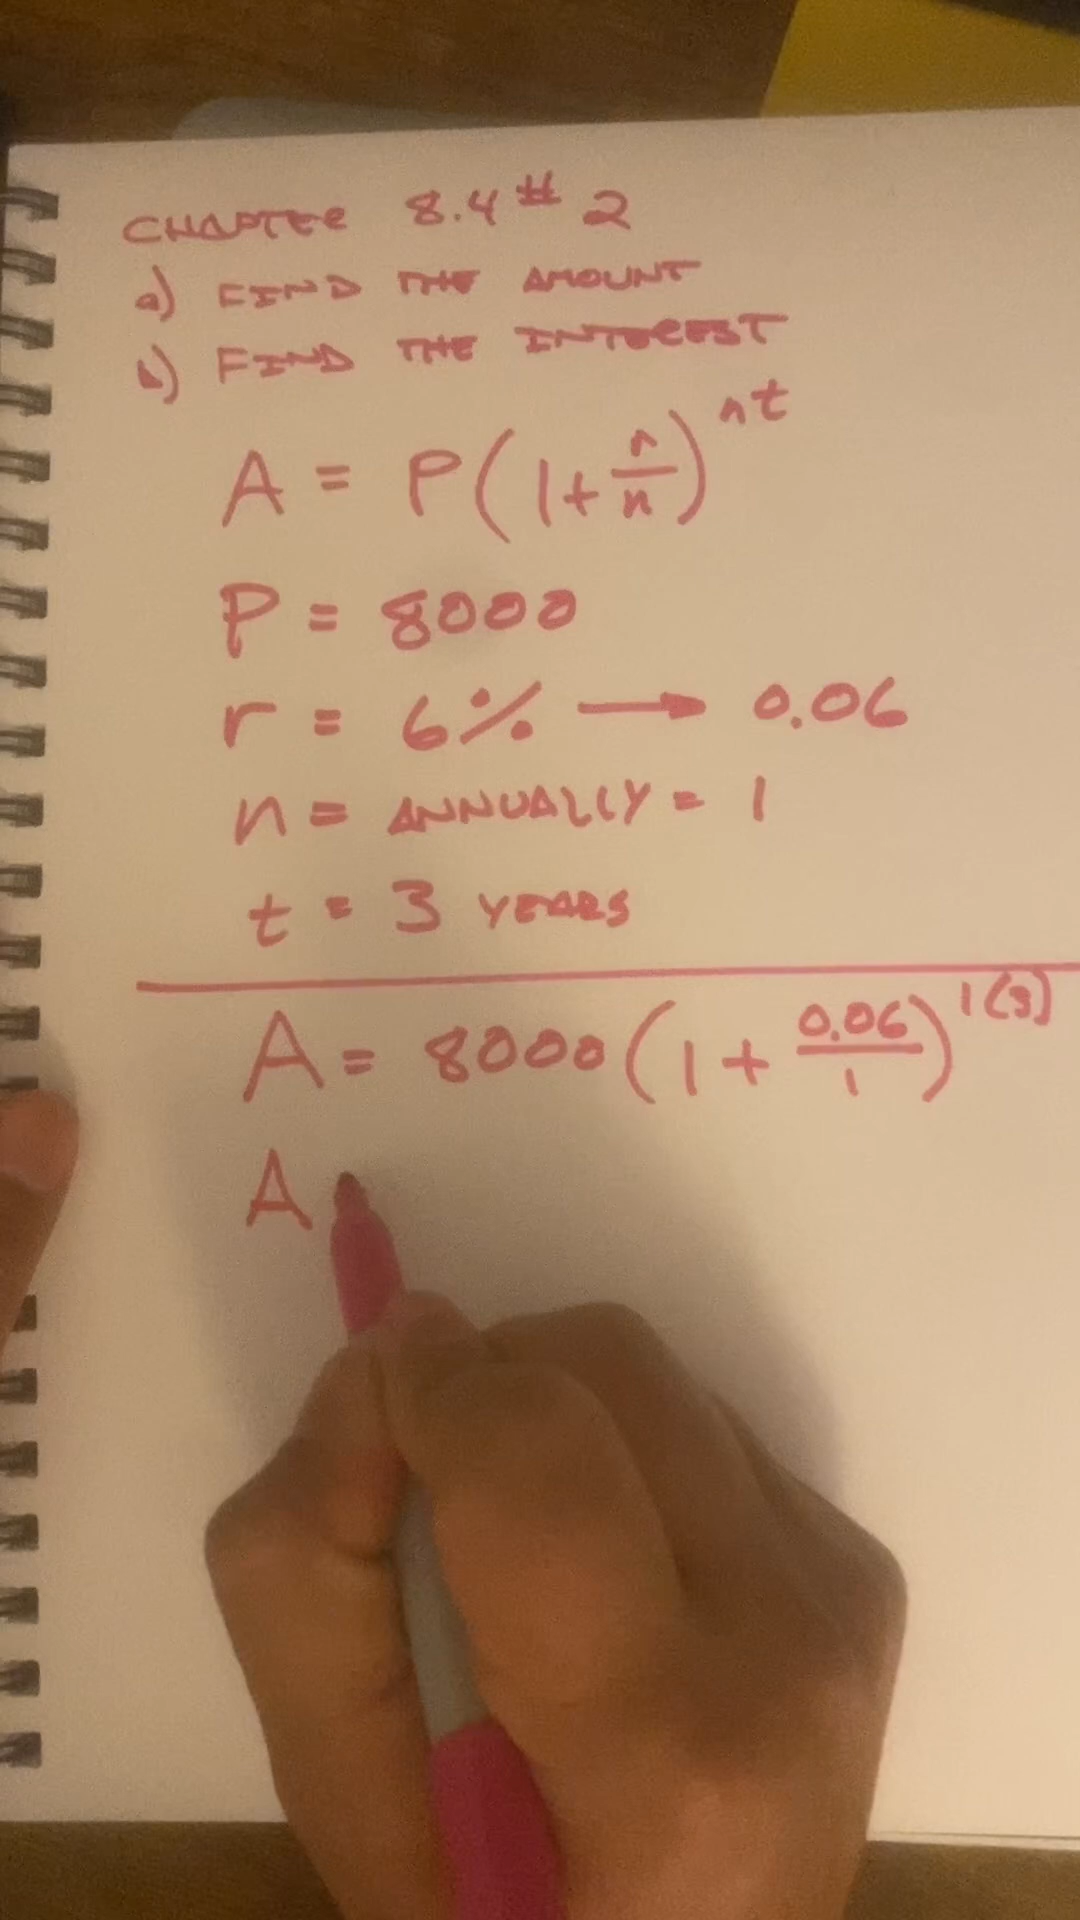 CHAPTER 8.4 # 2
a) FIND THE AMOUNT
b) FIND THE INTEREST
A = P(1+r/n)^nt
P = 8000
r = 6% → 0.06
n = ANNUALLY = 1
t = 3 YEARS
A = 8000(1 + 0.06/1)^1(3)
A